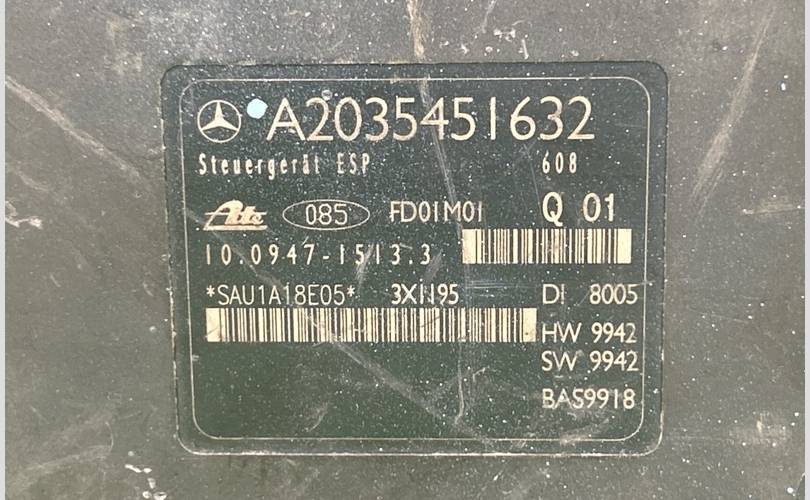 A2035451632
Steuergerät ESP 608
Ate 085 FD01M01 Q 01
10.0947-1513.3
*SAU1A18E05* 3X1195 DI 8005
HW 9942
SW 9942
BAS9918